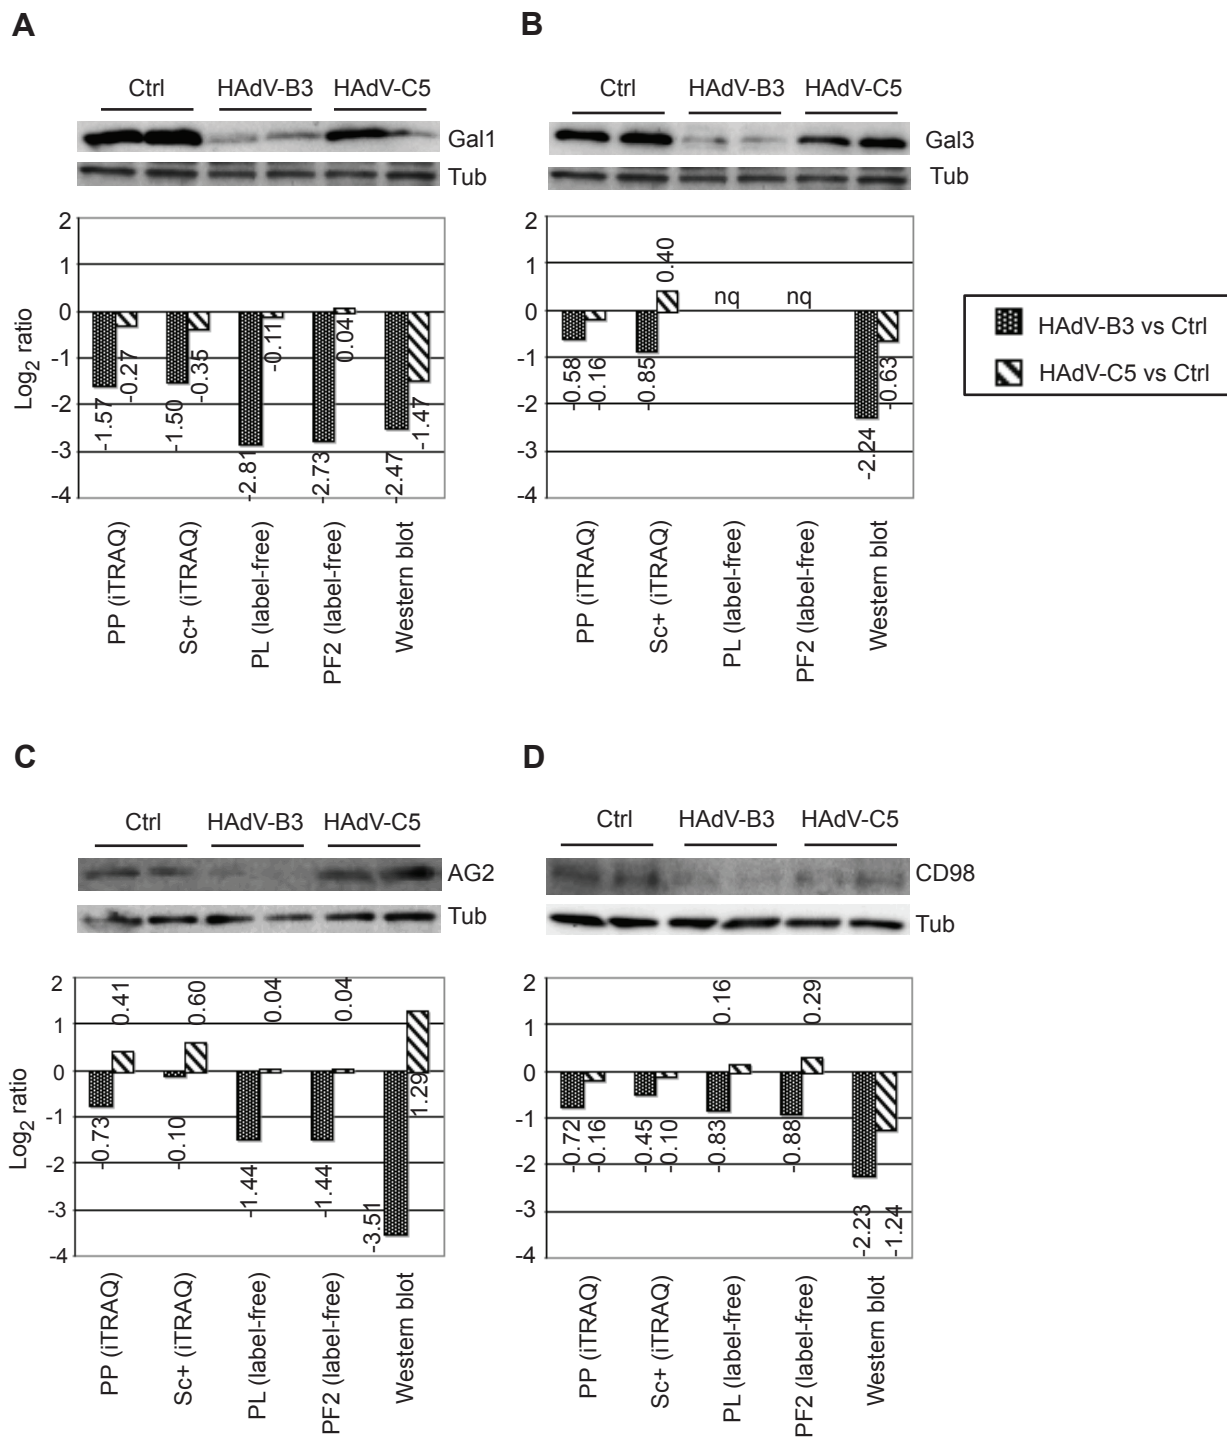 A
Ctrl HAdV-B3 HAdV-C5
Gal1
Tub
2
1
0
-1
-2
-3
-4
Log2 ratio
-1.57
-0.27
-1.50
-0.35
-2.81
-0.11
-2.73
0.04
-2.47
-1.47
PP (iTRAQ)
Sc+ (iTRAQ)
PL (label-free)
PF2 (label-free)
Western blot
B
Ctrl HAdV-B3 HAdV-C5
Gal3
Tub
2
1
0
-1
-2
-3
-4
-0.58
-0.16
-0.85
0.40
nq
nq
-2.24
-0.63
PP (iTRAQ)
Sc+ (iTRAQ)
PL (label-free)
PF2 (label-free)
Western blot
HAdV-B3 vs Ctrl
HAdV-C5 vs Ctrl
C
Ctrl HAdV-B3 HAdV-C5
AG2
Tub
2
1
0
-1
-2
-3
-4
Log2 ratio
-0.73
0.41
-0.10
0.60
-1.44
0.04
-1.44
0.04
-3.51
1.29
PP (iTRAQ)
Sc+ (iTRAQ)
PL (label-free)
PF2 (label-free)
Western blot
D
Ctrl HAdV-B3 HAdV-C5
CD98
Tub
2
1
0
-1
-2
-3
-4
-0.72
-0.16
-0.45
-0.10
-0.83
0.16
-0.88
0.29
-2.23
-1.24
PP (iTRAQ)
Sc+ (iTRAQ)
PL (label-free)
PF2 (label-free)
Western blot